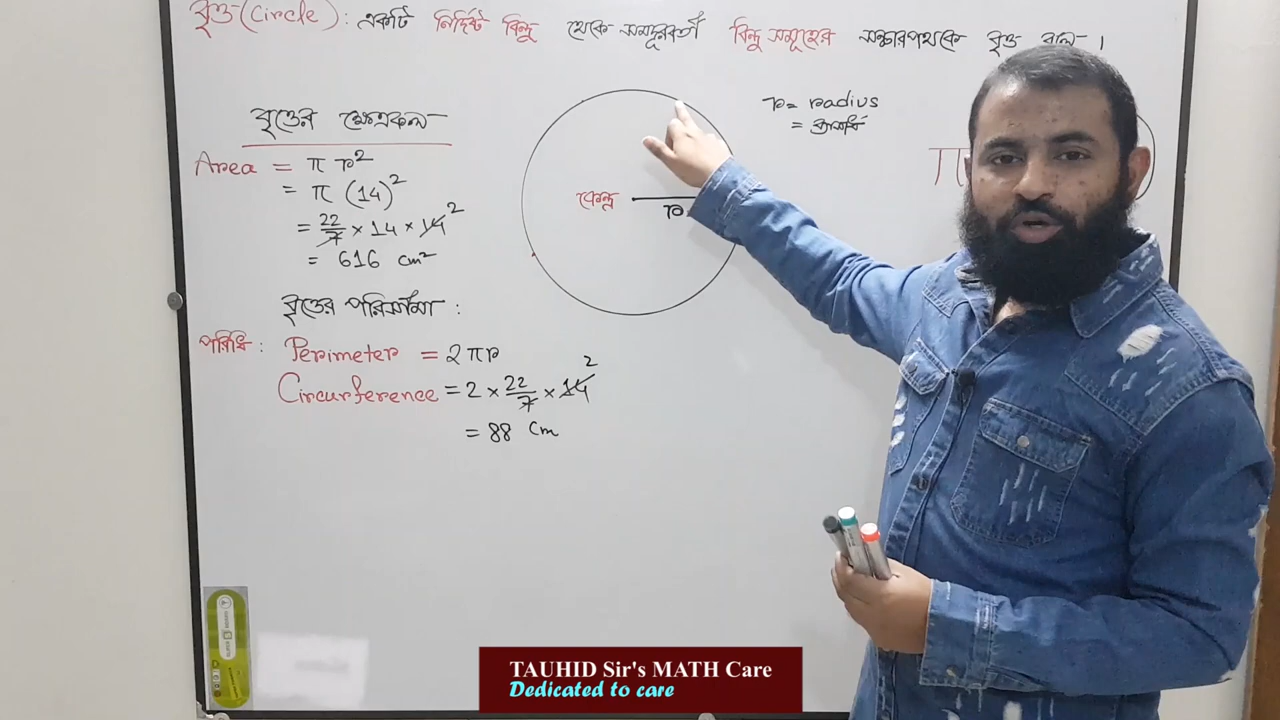 বৃত্ত (Circle) : একটি নির্দিষ্ট বিন্দু থেকে সমদূরবর্তী বিন্দু সমূহের সঞ্চারপথকে বৃত্ত বলে ।
বৃত্তের ক্ষেত্রফল
Area = π r²
= π (14)²
= 22/7 × 14 × 14 2
= 616 cm²
বৃত্তের পরিসীমা :
পরিধি : Perimeter = 2πr
Circumference = 2 × 22/7 × 14 2
= 88 cm
কেন্দ্র
r
r = radius
= ব্যাসার্ধ
π
TAUHID Sir's MATH Care
Dedicated to care